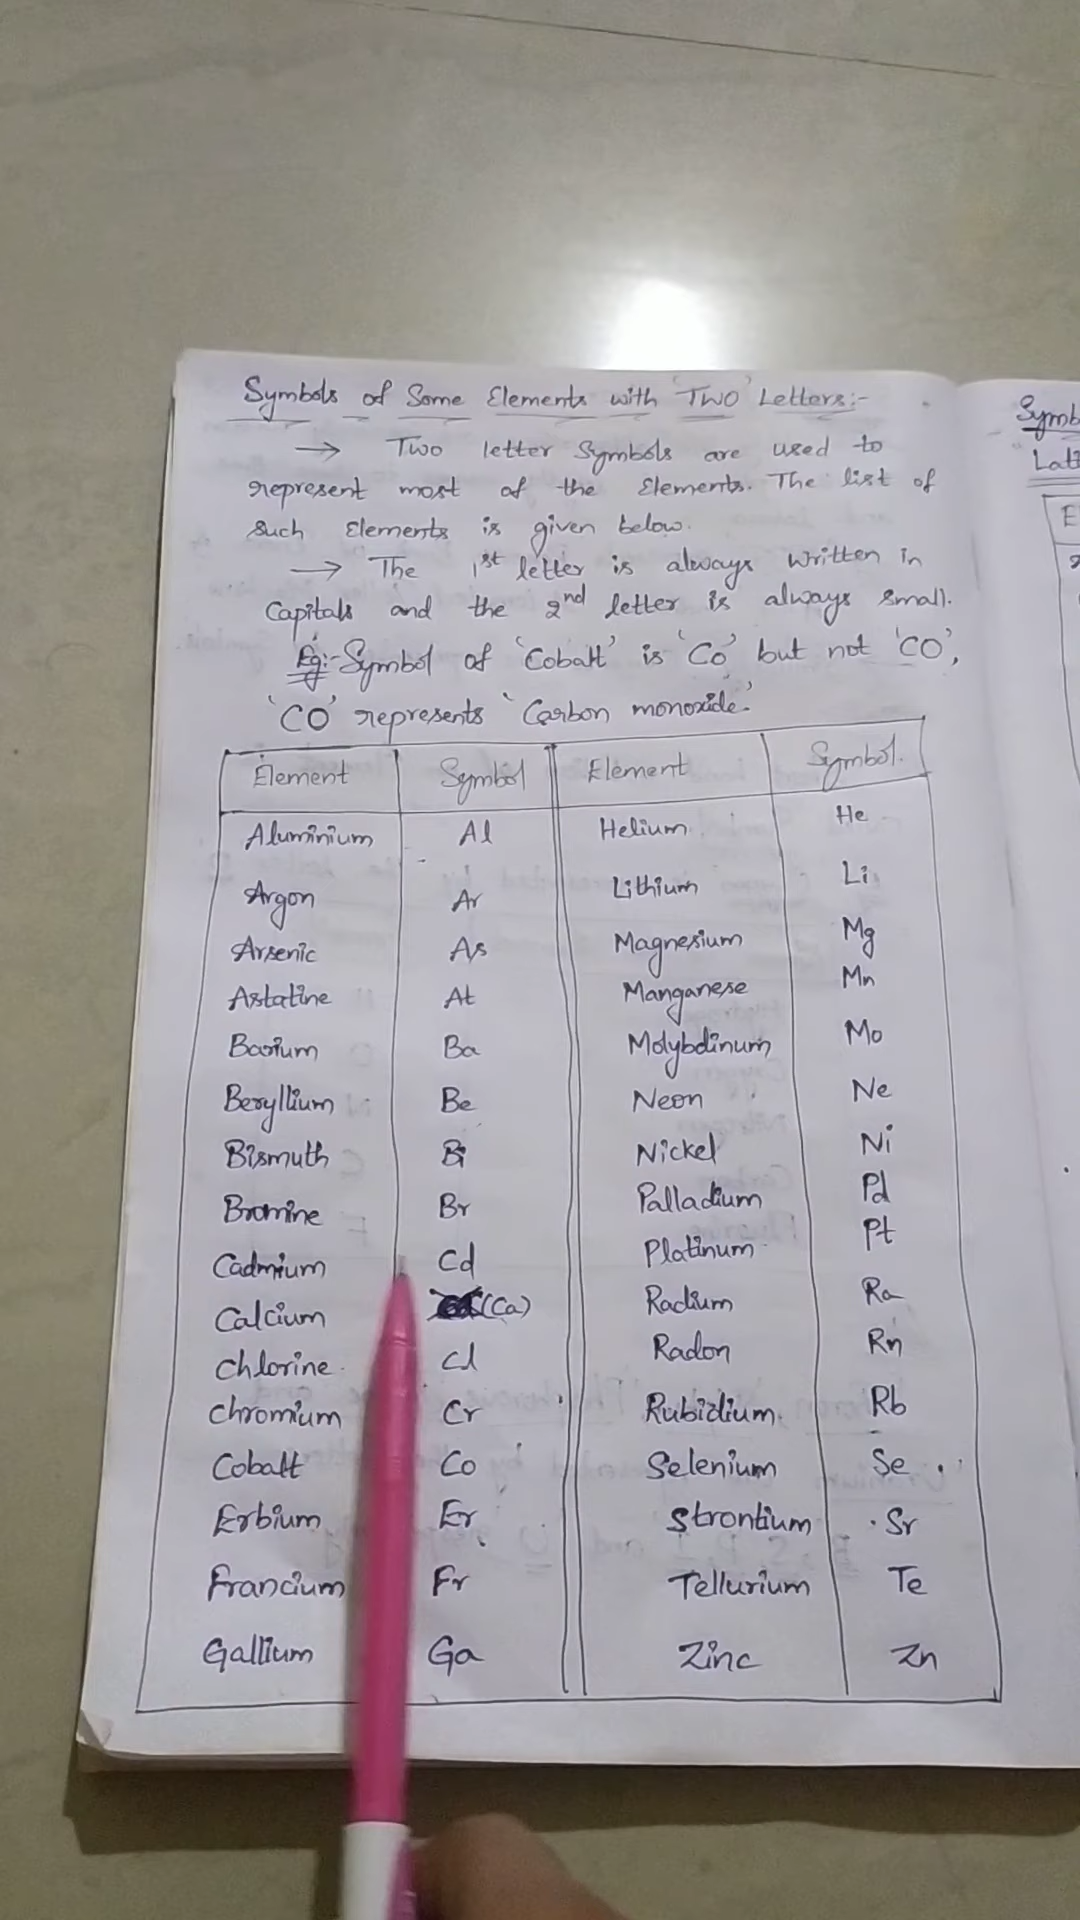 Symbols of Some Elements with 'TWO' Letters:-
→ Two letter Symbols are used to
represent most of the Elements. The list of
such Elements is given below.
→ The 1st letter is always written in
Capitals and the 2nd letter is always small.
Eg:- Symbol of 'Cobalt' is 'Co' but not 'CO',
'CO' represents 'Carbon monoxide.'
Element Symbol Element Symbol.
Aluminium Al Helium He
Argon Ar Lithium Li
Arsenic As Magnesium Mg
Astatine At Manganese Mn
Barium Ba Molybdinum Mo
Beryllium Be Neon Ne
Bismuth Bi Nickel Ni
Bromine Br Palladium Pd
Cadmium Cd Platinum Pt
Calcium (Ca) Radium Ra
Chlorine Cl Radon Rn
Chromium Cr Rubidium Rb
Cobalt Co Selenium Se
Erbium Er Strontium Sr
Francium Fr Tellurium Te
Gallium Ga Zinc Zn
Symb
Lat
E